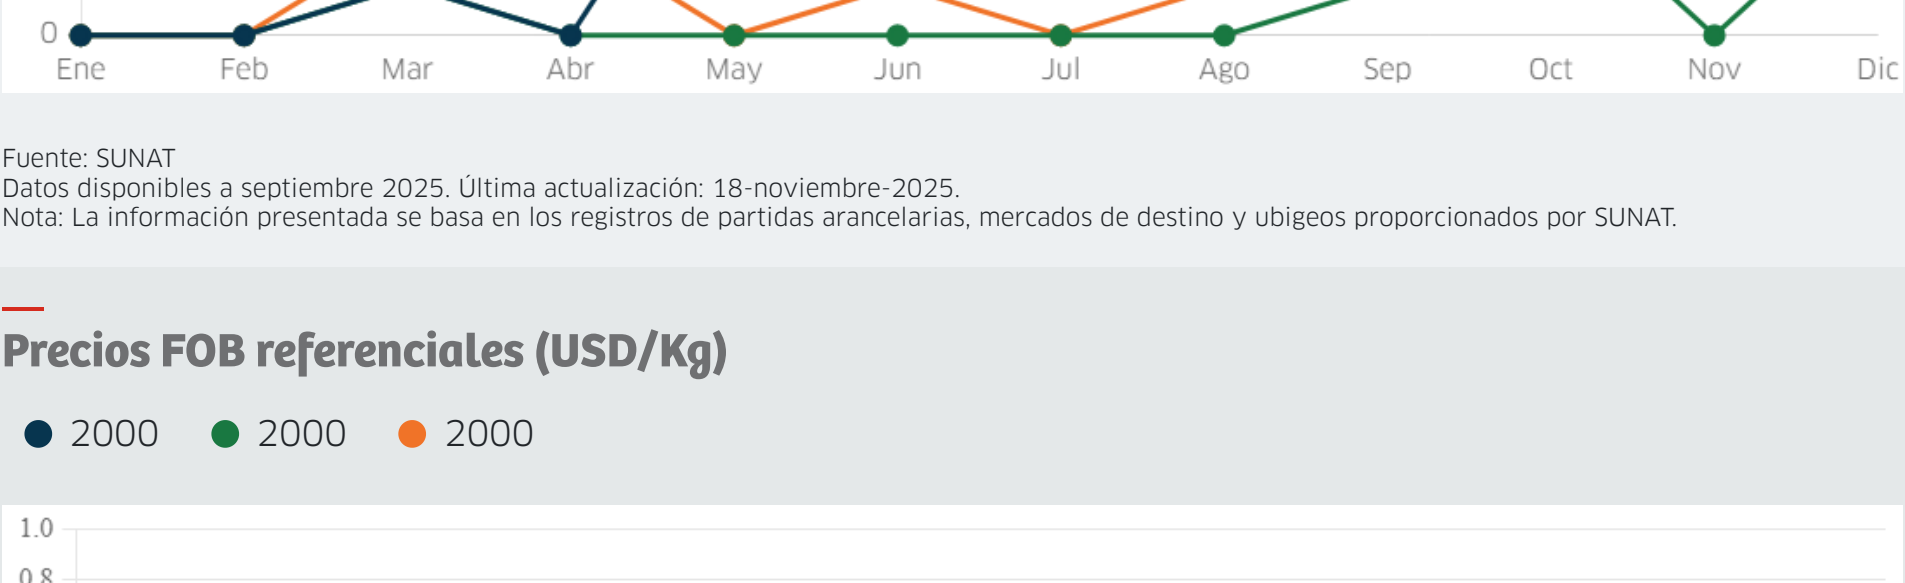 0
Ene Feb Mar Abr May Jun Jul Ago Sep Oct Nov Dic
Fuente: SUNAT
Datos disponibles a septiembre 2025. Última actualización: 18-noviembre-2025.
Nota: La información presentada se basa en los registros de partidas arancelarias, mercados de destino y ubigeos proporcionados por SUNAT.
Precios FOB referenciales (USD/Kg)
2000 2000 2000
1.0
0.8